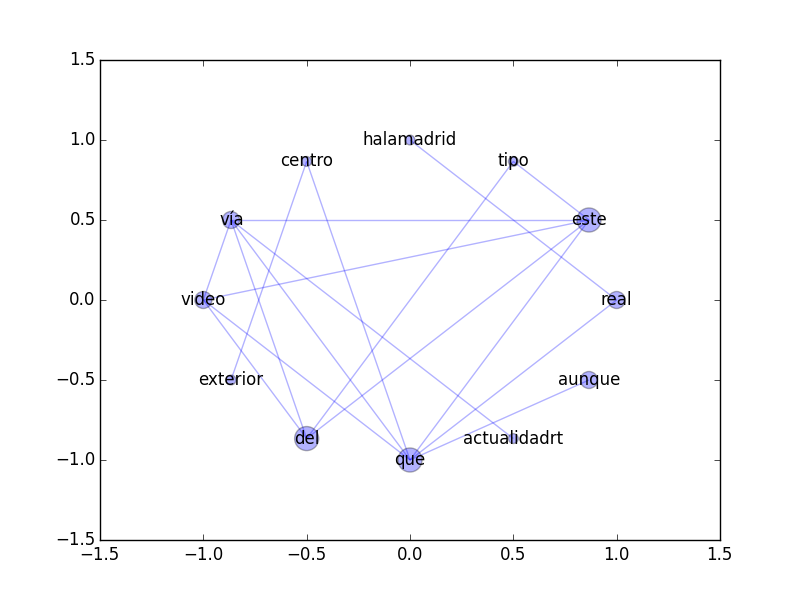 1.5
1.0
0.5
0.0
−0.5
−1.0
−1.5
halamadrid
centro
tipo
vía
este
video
real
exterior
aunque
del
actualidadrt
que
−1.5 −1.0 −0.5 0.0 0.5 1.0 1.5